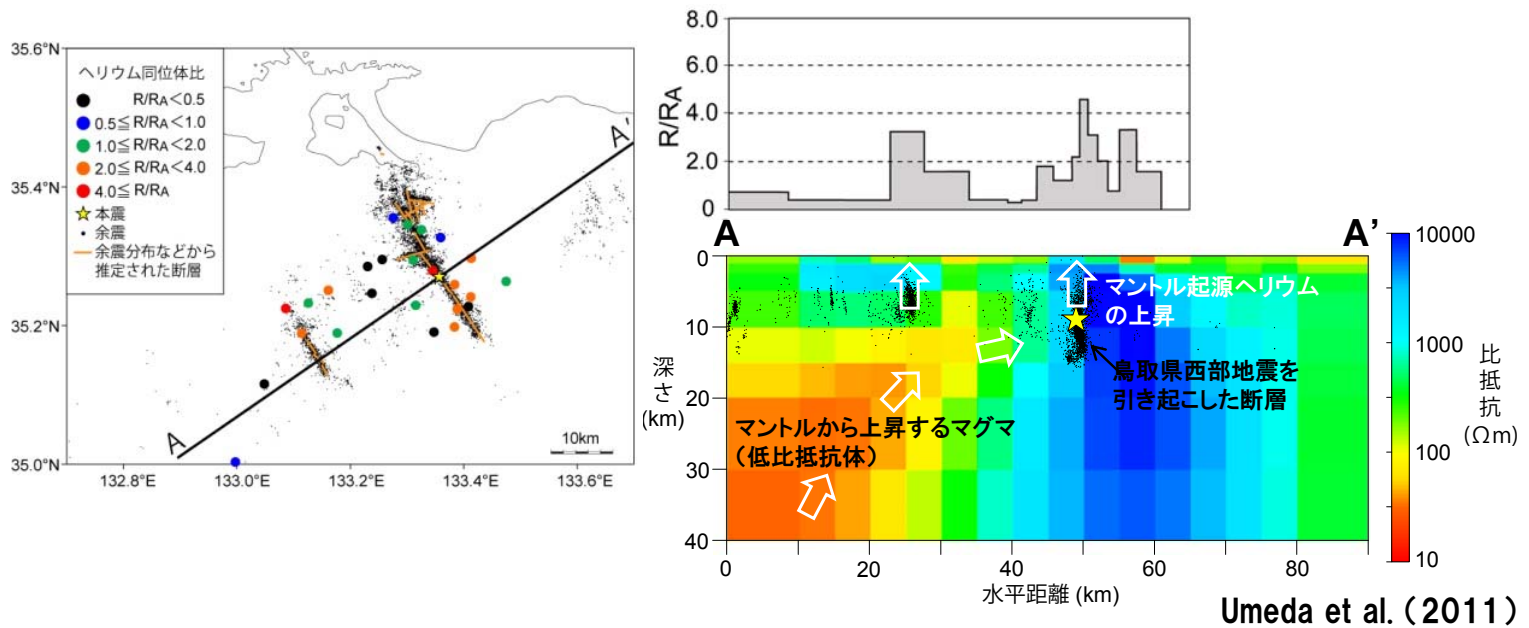 35.6°N
35.4°N
35.2°N
35.0°N
132.8°E
133.0°E
133.2°E
133.4°E
133.6°E
ヘリウム同位体比
R/RA<0.5
0.5≦R/RA<1.0
1.0≦R/RA<2.0
2.0≦R/RA<4.0
4.0≦R/RA
本震
余震
余震分布などから
推定された断層
A
A'
10km
8.0
6.0
4.0
2.0
0
R/RA
A
A'
0
10
20
30
40
深さ
(km)
0
20
40
60
80
水平距離 (km)
マントル起源ヘリウム
の上昇
鳥取県西部地震を
引き起こした断層
マントルから上昇するマグマ
（低比抵抗体）
10000
1000
100
10
比抵抗
(Ωm)
Umeda et al.（2011）